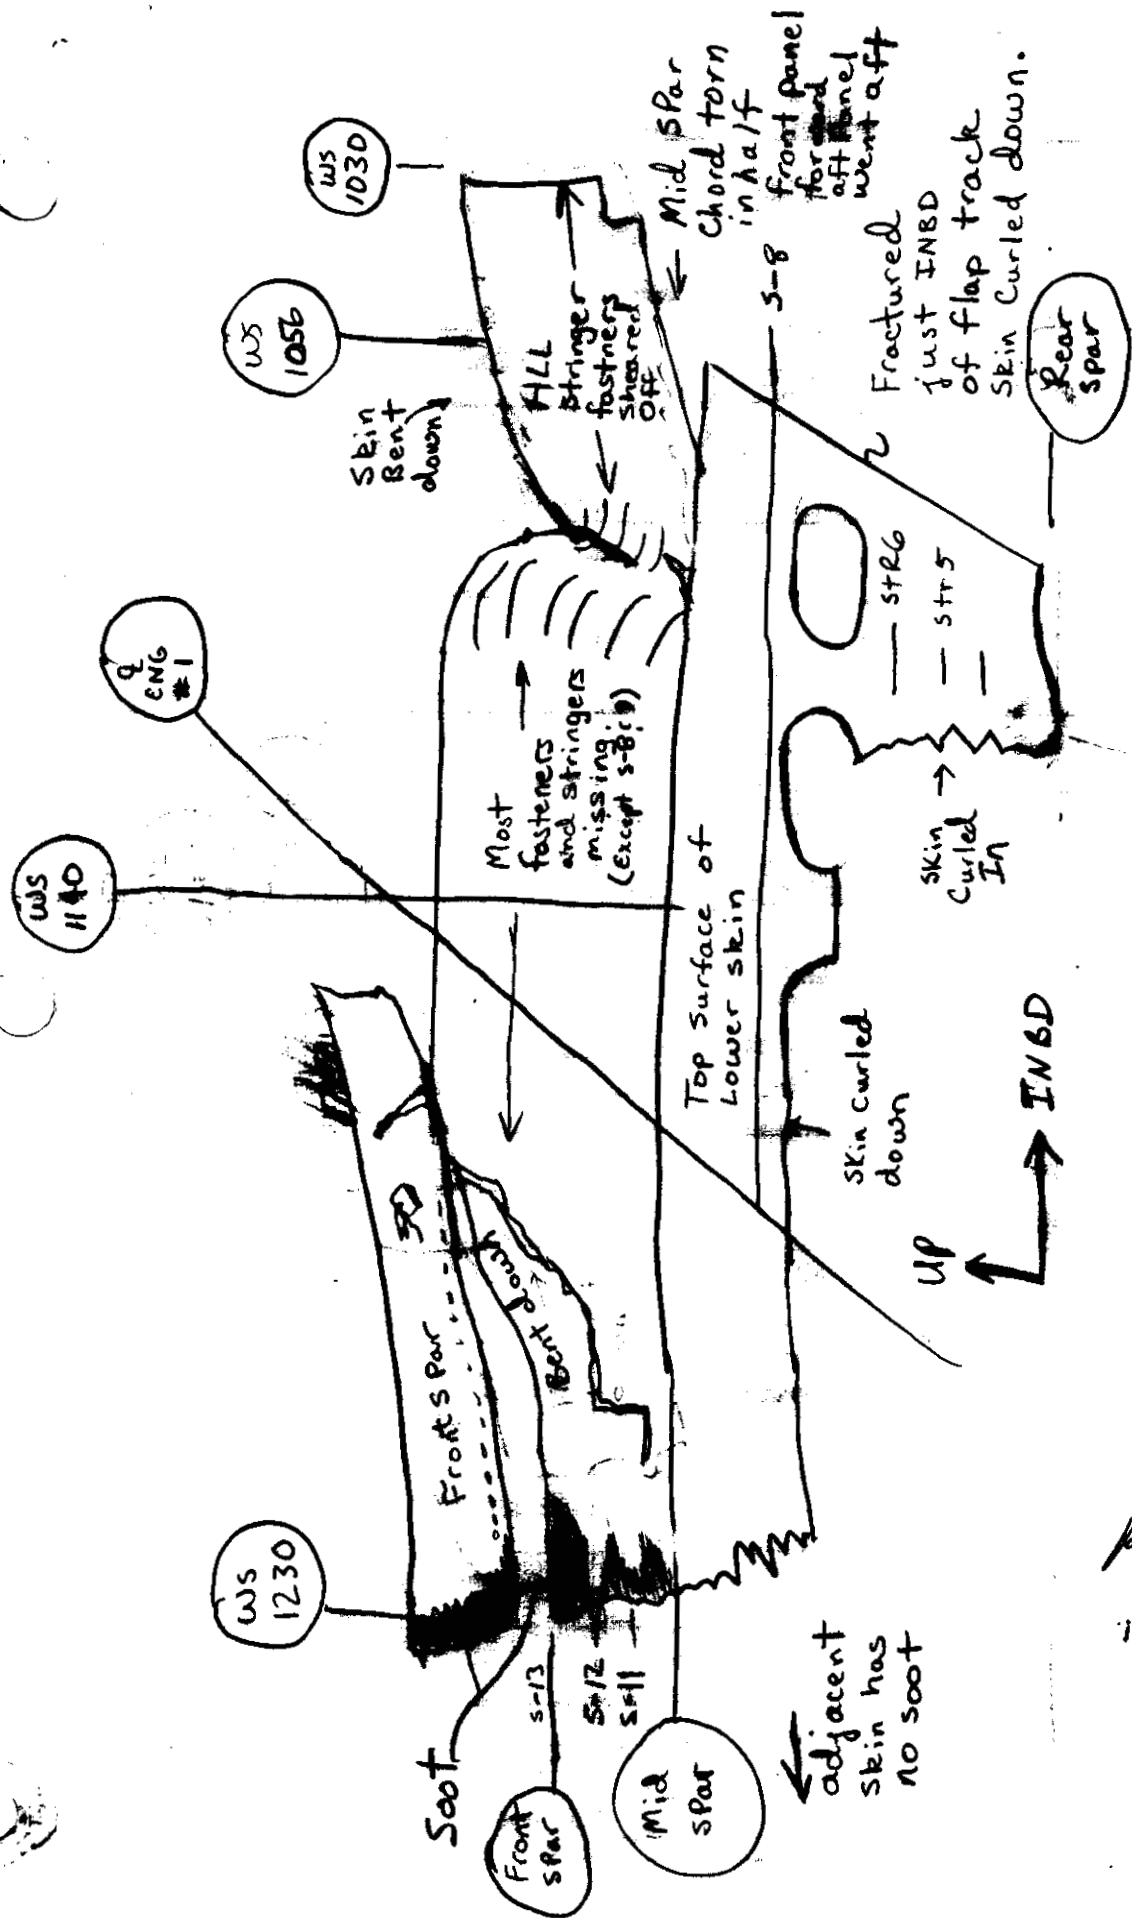 WS
1140
℄
ENG
#1
WS
1056
WS
1030
WS
1230
Skin
Bent
down
ALL
stringer
fastners
sheared
off
Mid SPar
Chord torn
in half
front panel
aft panel
went aft
S-8
Fractured
just INBD
of flap track
Skin Curled down.
Rear
spar
Most
fasteners
and stringers
missing
(Except s-8;9)
Front SPar
Bent down
Top Surface of
Lower skin
STR6
str 5
Skin
Curled
In
Skin Curled
down
Soot
S-13
S-12
S-11
Front
SPar
Mid
SPar
adjacent
skin has
no soot
UP
INBD